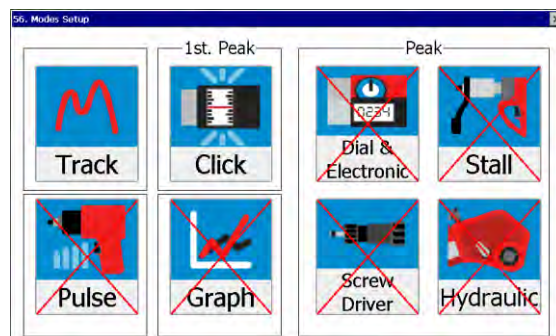 56. Modes Setup
1st. Peak
Peak
Track
Click
0234
Dial &
Electronic
Stall
Pulse
Graph
Screw
Driver
Hydraulic